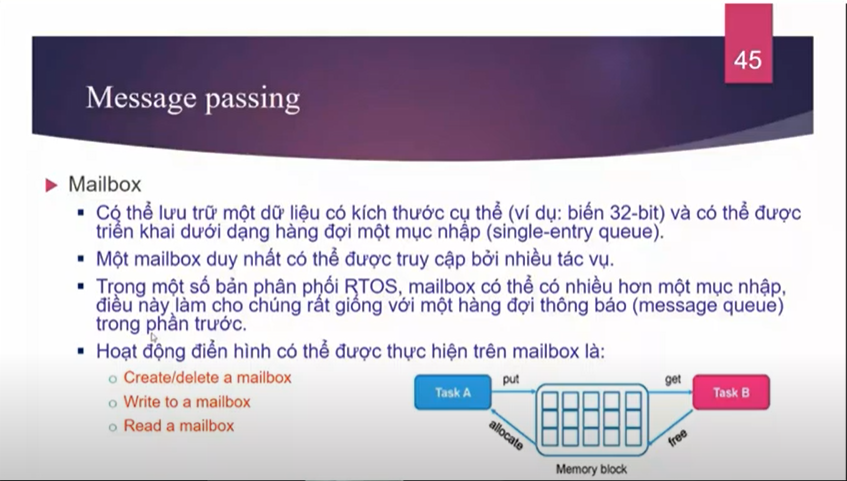 45
Message passing
Mailbox
Có thể lưu trữ một dữ liệu có kích thước cụ thể (ví dụ: biến 32-bit) và có thể được
triển khai dưới dạng hàng đợi một mục nhập (single-entry queue).
Một mailbox duy nhất có thể được truy cập bởi nhiều tác vụ.
Trong một số bản phân phối RTOS, mailbox có thể có nhiều hơn một mục nhập,
điều này làm cho chúng rất giống với một hàng đợi thông báo (message queue)
trong phần trước.
Hoạt động điển hình có thể được thực hiện trên mailbox là:
Create/delete a mailbox
Write to a mailbox
Read a mailbox
Task A
put
get
Task B
allocate
free
Memory block